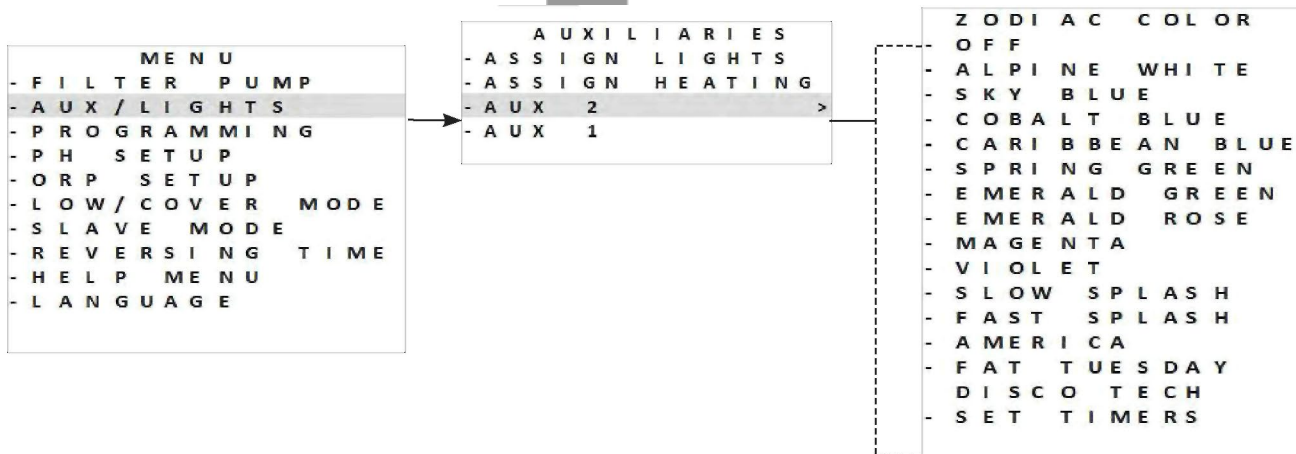 MENU
- FILTER PUMP
- AUX/LIGHTS
- PROGRAMMING
- PH SETUP
- ORP SETUP
- LOW/COVER MODE
- SLAVE MODE
- REVERSING TIME
- HELP MENU
- LANGUAGE
AUXILIARIES
- ASSIGN LIGHTS
- ASSIGN HEATING
- AUX 2 >
- AUX 1
ZODIAC COLOR
- OFF
- ALPINE WHITE
- SKY BLUE
- COBALT BLUE
- CARIBBEAN BLUE
- SPRING GREEN
- EMERALD GREEN
- EMERALD ROSE
- MAGENTA
- VIOLET
- SLOW SPLASH
- FAST SPLASH
- AMERICA
- FAT TUESDAY
DISCO TECH
- SET TIMERS